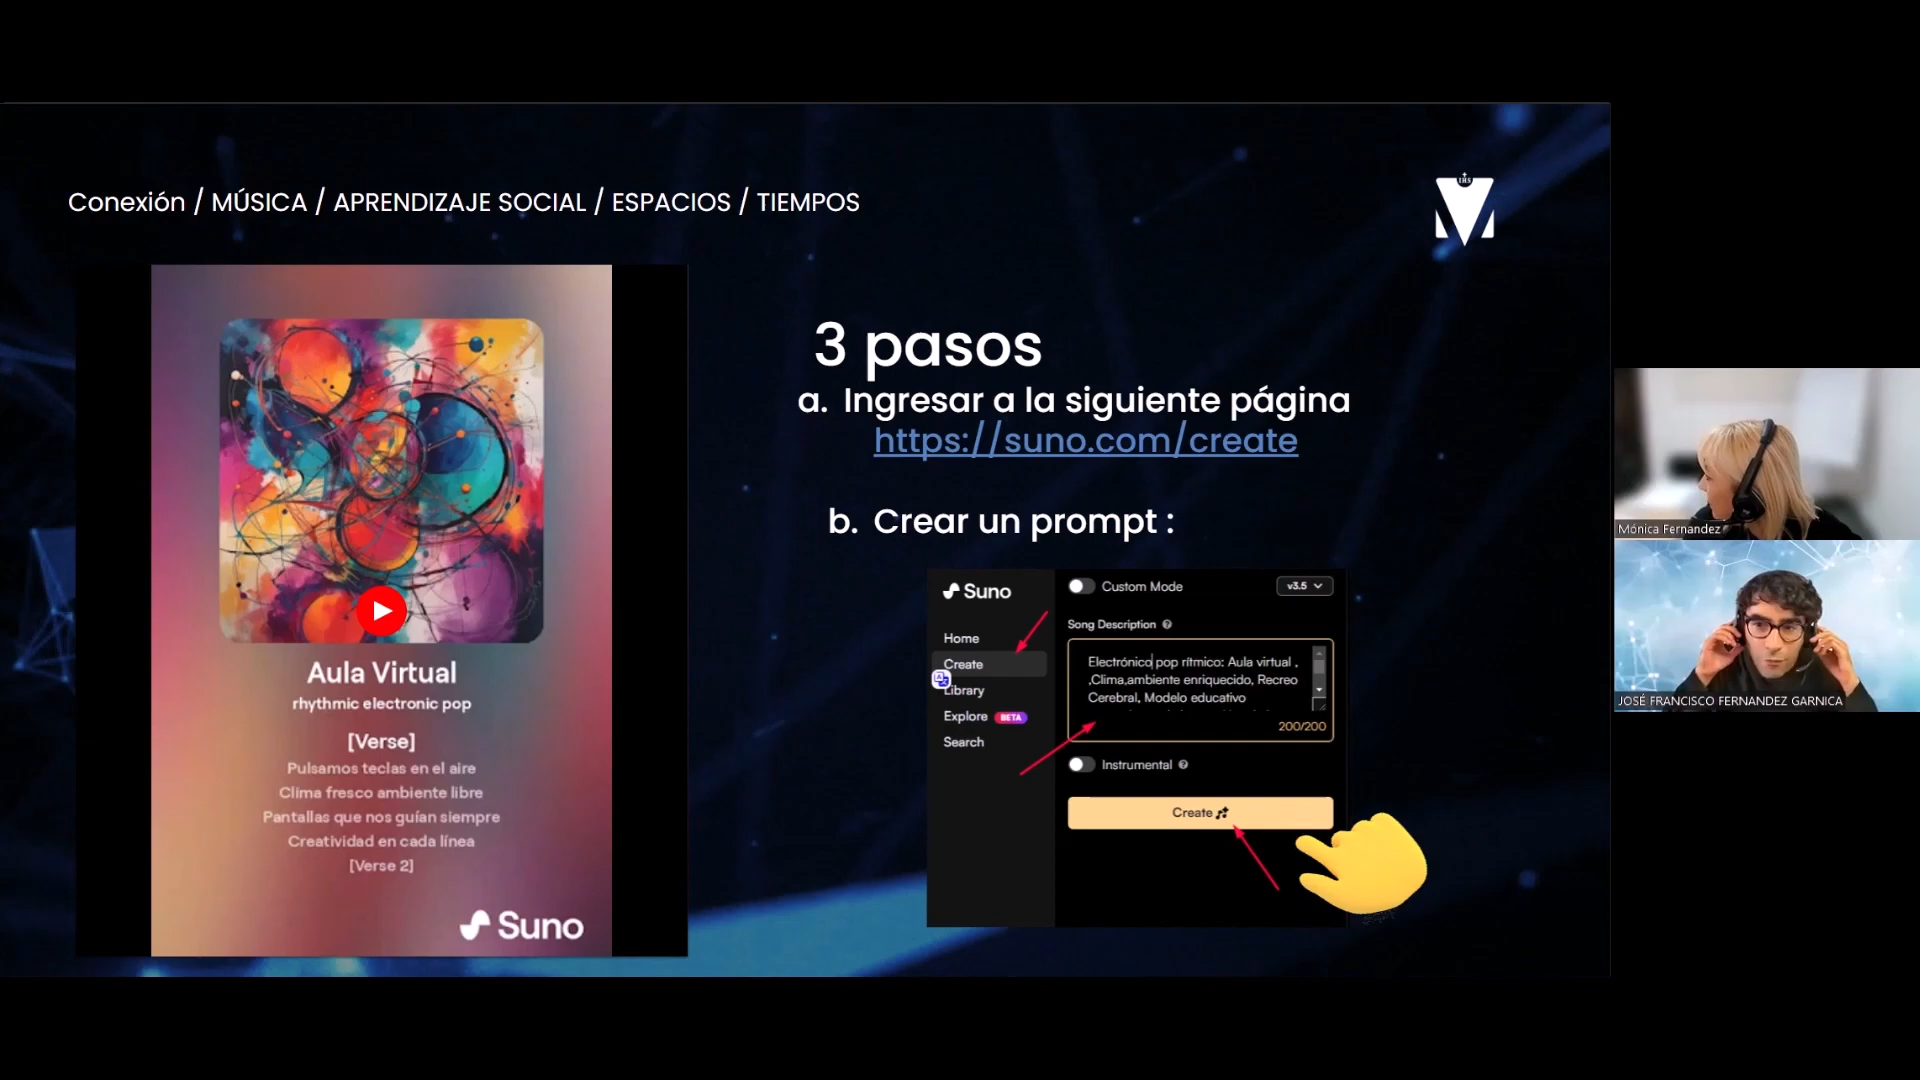 Conexión / MÚSICA / APRENDIZAJE SOCIAL / ESPACIOS / TIEMPOS
IHS
Aula Virtual
rhythmic electronic pop
[Verse]
Pulsamos teclas en el aire
Clima fresco ambiente libre
Pantallas que nos guían siempre
Creatividad en cada línea
[Verse 2]
Suno
3 pasos
a. Ingresar a la siguiente página
https://suno.com/create
b. Crear un prompt :
Suno
Home
Create
Library
Explore BETA
Search
Custom Mode
v3.5
Song Description
Electrónico pop rítmico: Aula virtual ,
,Clima,ambiente enriquecido, Recreo
Cerebral, Modelo educativo
200/200
Instrumental
Create
Mónica Fernandez
JOSÉ FRANCISCO FERNANDEZ GARNICA